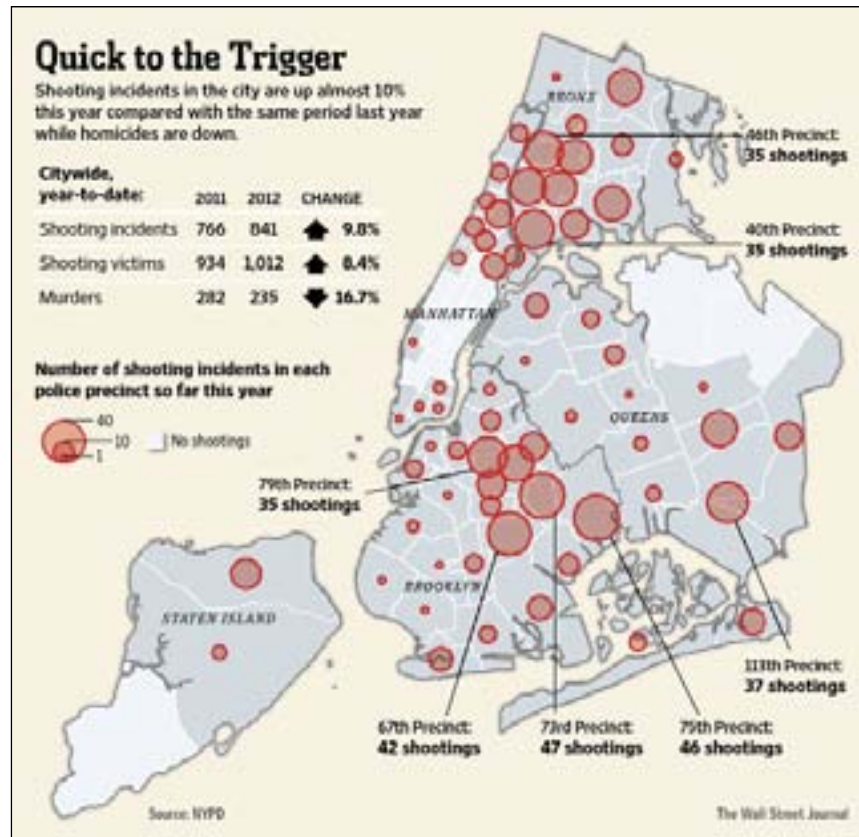 Quick to the Trigger
Shooting incidents in the city are up almost 10%
this year compared with the same period last year
while homicides are down.
Citywide,
year-to-date: 2011 2012 CHANGE
Shooting incidents 766 841 9.8%
Shooting victims 934 1,012 8.4%
Murders 282 235 16.7%
Number of shooting incidents in each
police precinct so far this year
40
10
1
No shootings
BRONX
46th Precinct:
35 shootings
40th Precinct:
35 shootings
MANHATTAN
QUEENS
79th Precinct:
35 shootings
BROOKLYN
STATEN ISLAND
113th Precinct:
37 shootings
67th Precinct:
42 shootings
73rd Precinct:
47 shootings
75th Precinct:
46 shootings
Source: NYPD
The Wall Street Journal